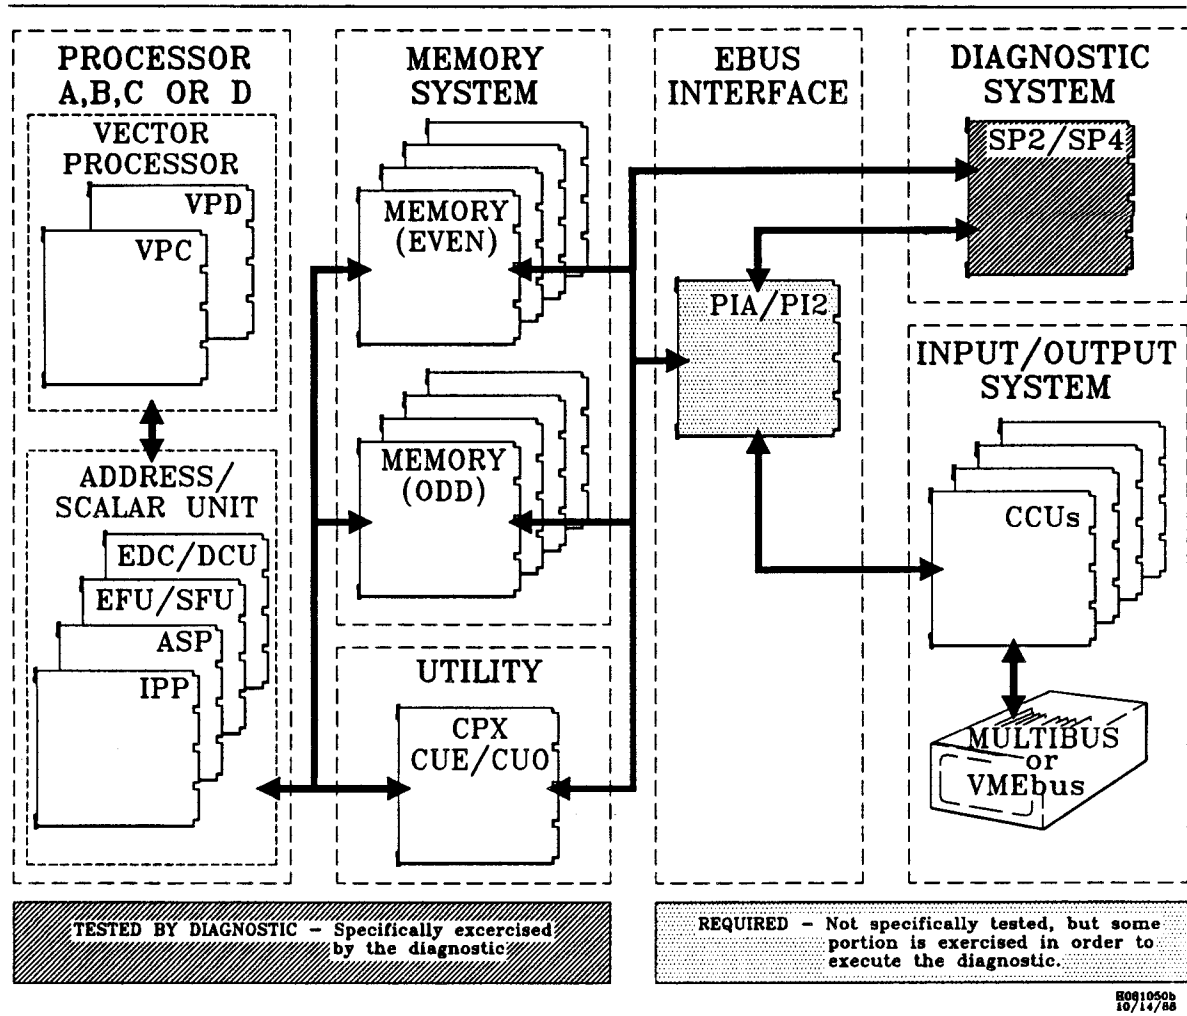 PROCESSOR
A,B,C OR D
VECTOR
PROCESSOR
VPD
VPC
ADDRESS/
SCALAR UNIT
EDC/DCU
EFU/SFU
ASP
IPP
MEMORY
SYSTEM
MEMORY
(EVEN)
MEMORY
(ODD)
UTILITY
CPX
CUE/CUO
EBUS
INTERFACE
PIA/PI2
DIAGNOSTIC
SYSTEM
SP2/SP4
INPUT/OUTPUT
SYSTEM
CCUs
MULTIBUS
or
VMEbus
TESTED BY DIAGNOSTIC – Specifically excercised
by the diagnostic
REQUIRED – Not specifically tested, but some
portion is exercised in order to
execute the diagnostic.
10/14/88